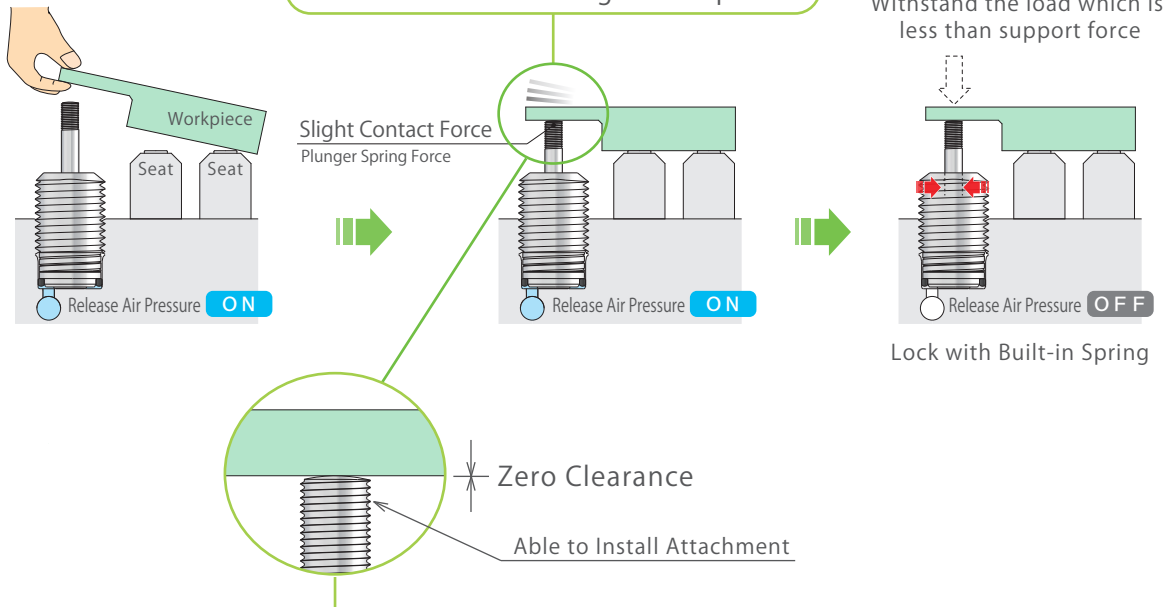 Withstand the load which is
less than support force
Workpiece
Seat
Seat
Release Air Pressure ON
Slight Contact Force
Plunger Spring Force
Release Air Pressure ON
Release Air Pressure OFF
Lock with Built-in Spring
Zero Clearance
Able to Install Attachment